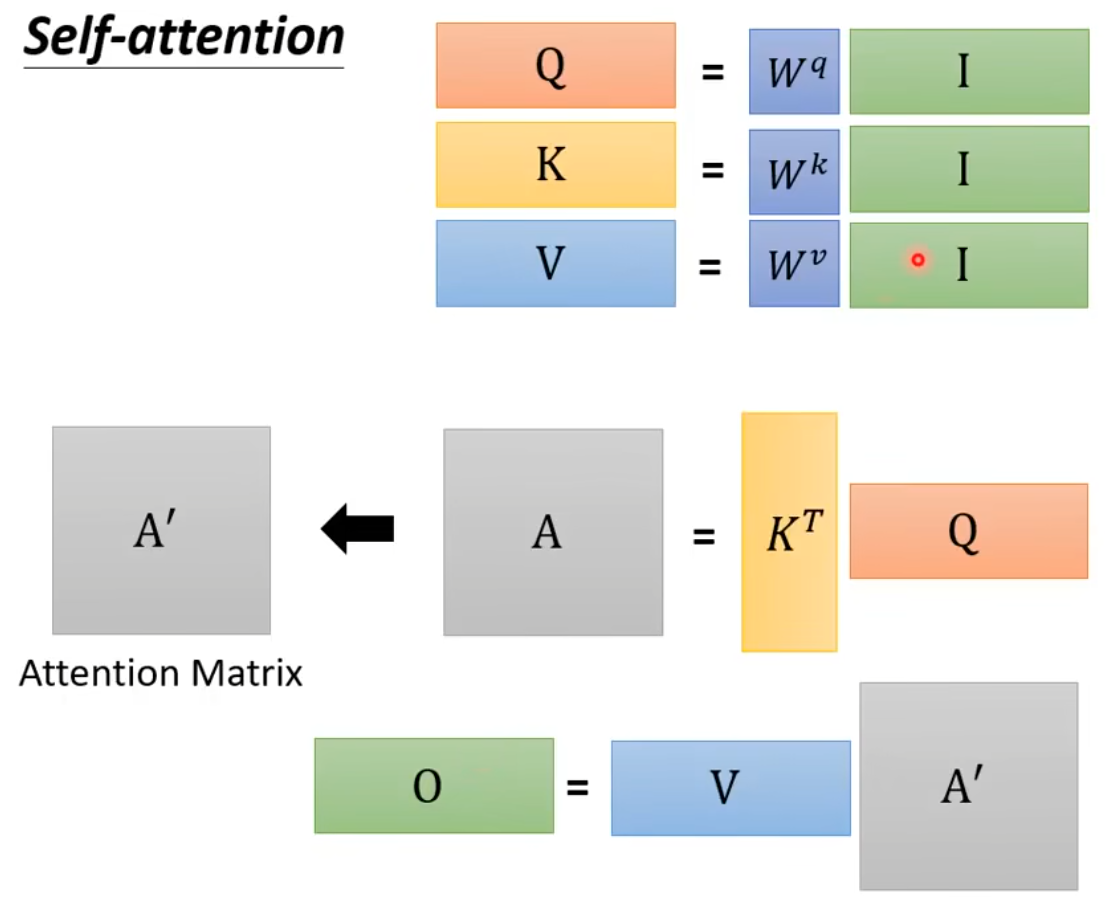 Self-attention
Q = W^q I
K = W^k I
V = W^v I
A′ A = K^T Q
Attention Matrix
O = V A′